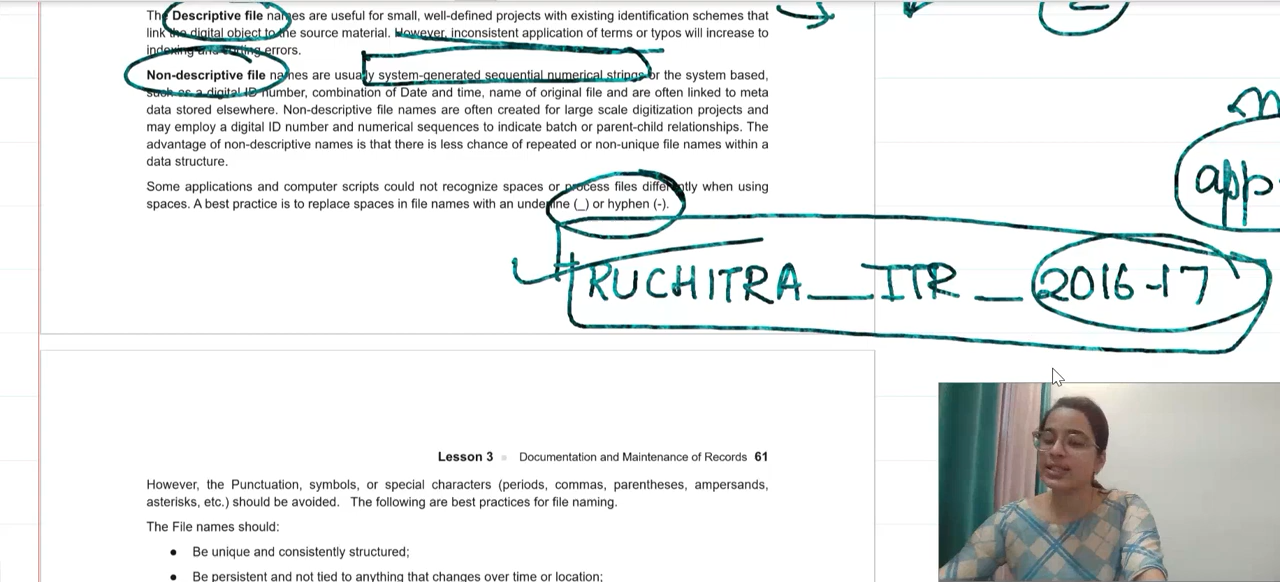 The Descriptive file names are useful for small, well-defined projects with existing identification schemes that
link the digital object to the source material. However, inconsistent application of terms or typos will increase to
indexing and sorting errors.
Non-descriptive file names are usually system-generated sequential numerical strings or the system based,
such as a digital ID number, combination of Date and time, name of original file and are often linked to meta
data stored elsewhere. Non-descriptive file names are often created for large scale digitization projects and
may employ a digital ID number and numerical sequences to indicate batch or parent-child relationships. The
advantage of non-descriptive names is that there is less chance of repeated or non-unique file names within a
data structure.
Some applications and computer scripts could not recognize spaces or process files differently when using
spaces. A best practice is to replace spaces in file names with an underline (_) or hyphen (-).
app
RUCHITRA_ITR_2016-17
Lesson 3 Documentation and Maintenance of Records 61
However, the Punctuation, symbols, or special characters (periods, commas, parentheses, ampersands,
asterisks, etc.) should be avoided. The following are best practices for file naming.
The File names should:
● Be unique and consistently structured;
● Be persistent and not tied to anything that changes over time or location;